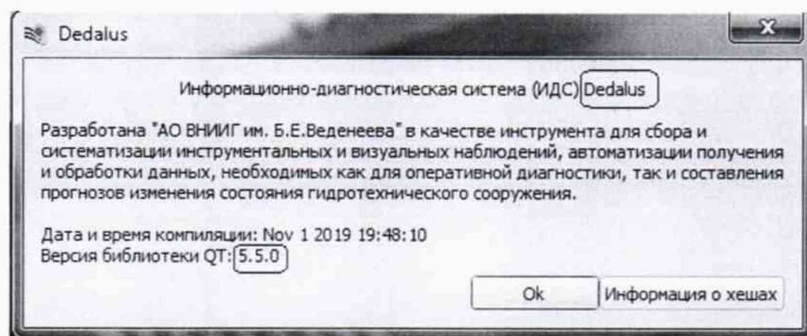 Dedalus
Информационно-диагностическая система (ИДС) Dedalus
Разработана "АО ВНИИГ им. Б.Е.Веденеева" в качестве инструмента для сбора и
систематизации инструментальных и визуальных наблюдений, автоматизации получения
и обработки данных, необходимых как для оперативной диагностики, так и составления
прогнозов изменения состояния гидротехнического сооружения.
Дата и время компиляции: Nov 1 2019 19:48:10
Версия библиотеки QT: 5.5.0
Ok Информация о хешах